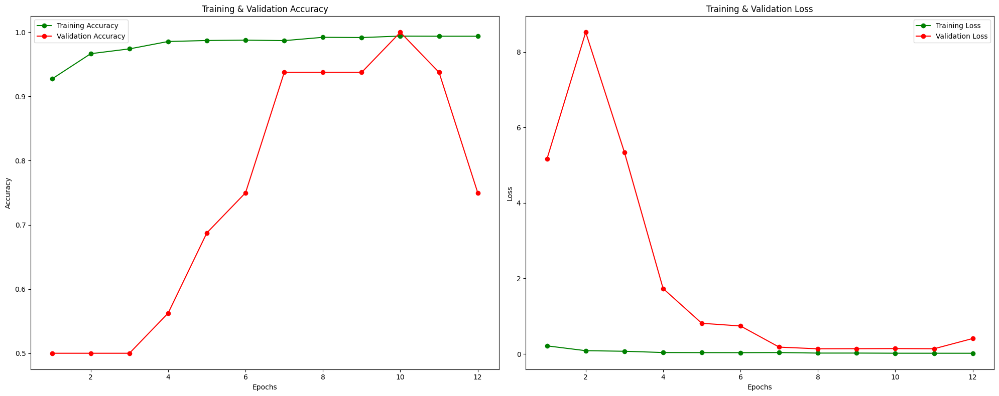 Training & Validation Accuracy
Training Accuracy
Validation Accuracy
1.0
0.9
0.8
0.7
0.6
0.5
Accuracy
2 4 6 8 10 12
Epochs
Training & Validation Loss
Training Loss
Validation Loss
8
6
4
2
0
Loss
2 4 6 8 10 12
Epochs